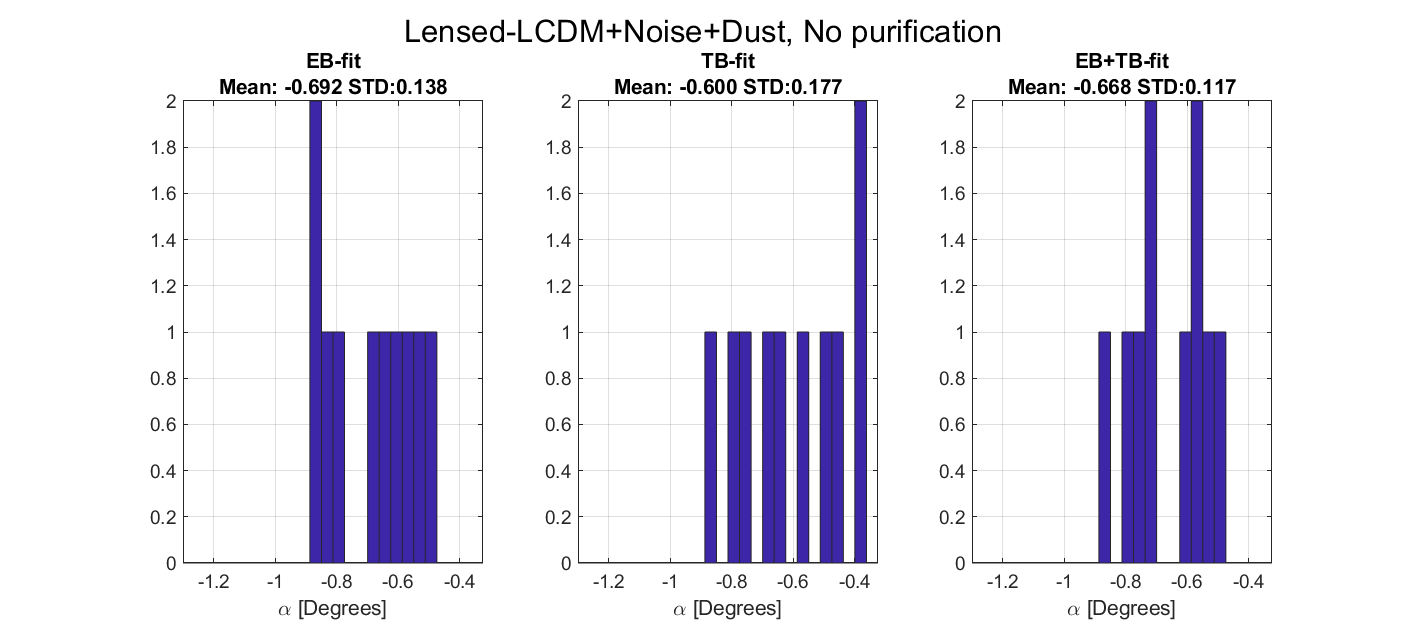 Lensed-LCDM+Noise+Dust, No purification
EB-fit
Mean: -0.692 STD:0.138
2
1.8
1.6
1.4
1.2
1
0.8
0.6
0.4
0.2
0
-1.2 -1 -0.8 -0.6 -0.4
α [Degrees]
TB-fit
Mean: -0.600 STD:0.177
2
1.8
1.6
1.4
1.2
1
0.8
0.6
0.4
0.2
0
-1.2 -1 -0.8 -0.6 -0.4
α [Degrees]
EB+TB-fit
Mean: -0.668 STD:0.117
2
1.8
1.6
1.4
1.2
1
0.8
0.6
0.4
0.2
0
-1.2 -1 -0.8 -0.6 -0.4
α [Degrees]